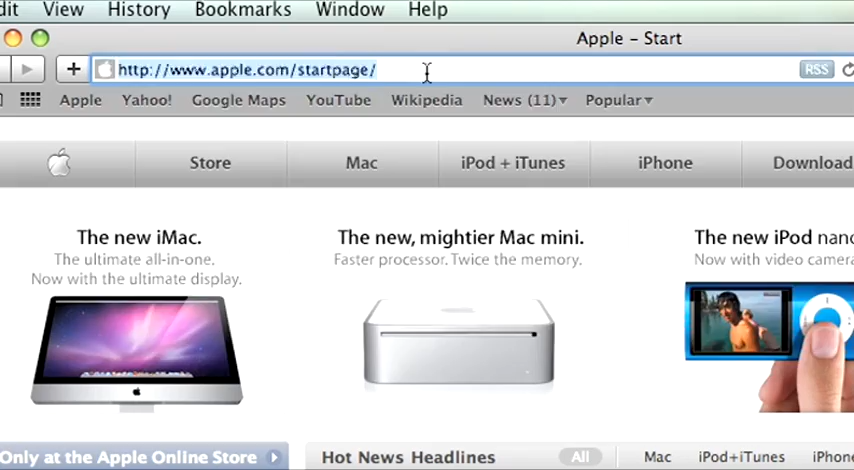 View History Bookmarks Window Help
Apple – Start
http://www.apple.com/startpage/ RSS
Apple Yahoo! Google Maps YouTube Wikipedia News (11) Popular
Store Mac iPod + iTunes iPhone Download
The new iMac.
The ultimate all-in-one.
Now with the ultimate display.
The new, mightier Mac mini.
Faster processor. Twice the memory.
The new iPod nano
Now with video camera
Only at the Apple Online Store
Hot News Headlines All Mac iPod+iTunes iPhone